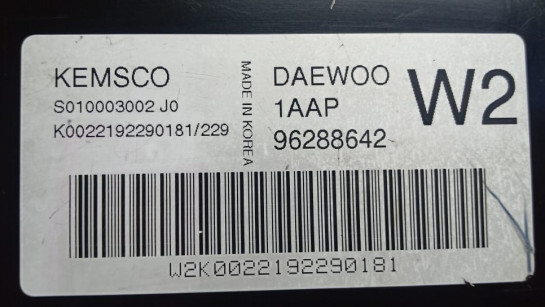 KEMSCO
S010003002 J0
K0022192290181/229
MADE IN KOREA
DAEWOO
1AAP
96288642
W2
W2K0022192290181